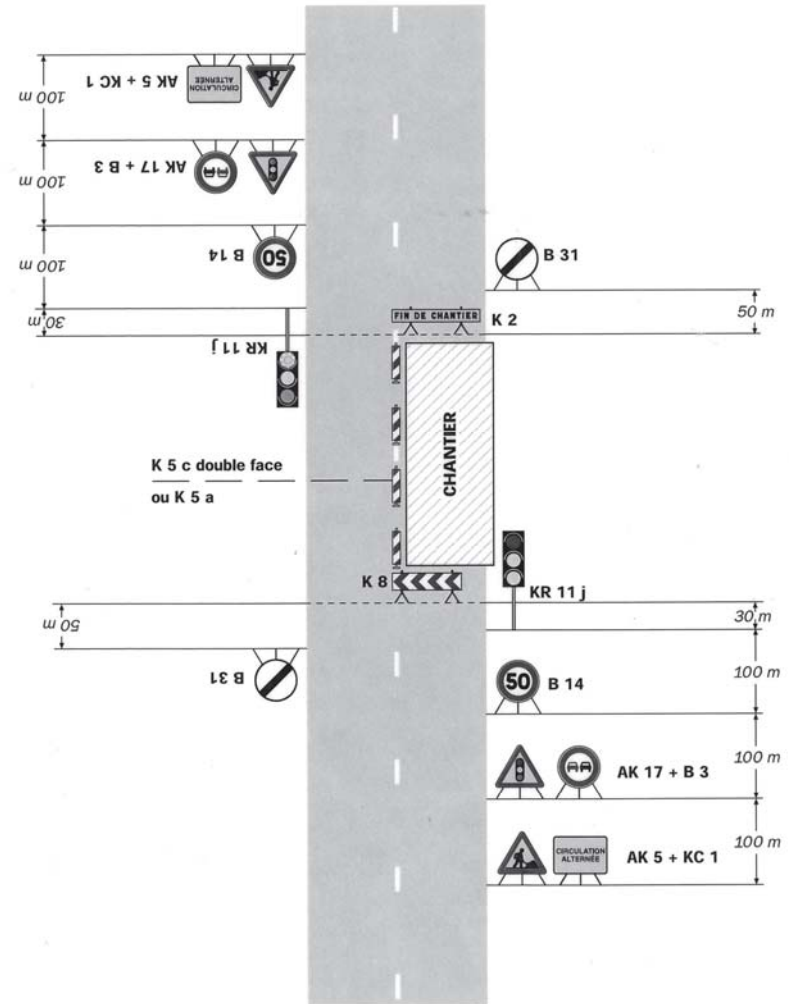 100 m
AK 5 + KC 1
CIRCULATION
ALTERNÉE
100 m
AK 17 + B 3
100 m
B 14
50
B 31
30 m
KR 11 j
FIN DE CHANTIER
K 2
50 m
K 5 c double face
ou K 5 a
CHANTIER
K 8
KR 11 j
50 m
30 m
B 31
50
B 14
100 m
AK 17 + B 3
100 m
CIRCULATION
ALTERNÉE
AK 5 + KC 1
100 m